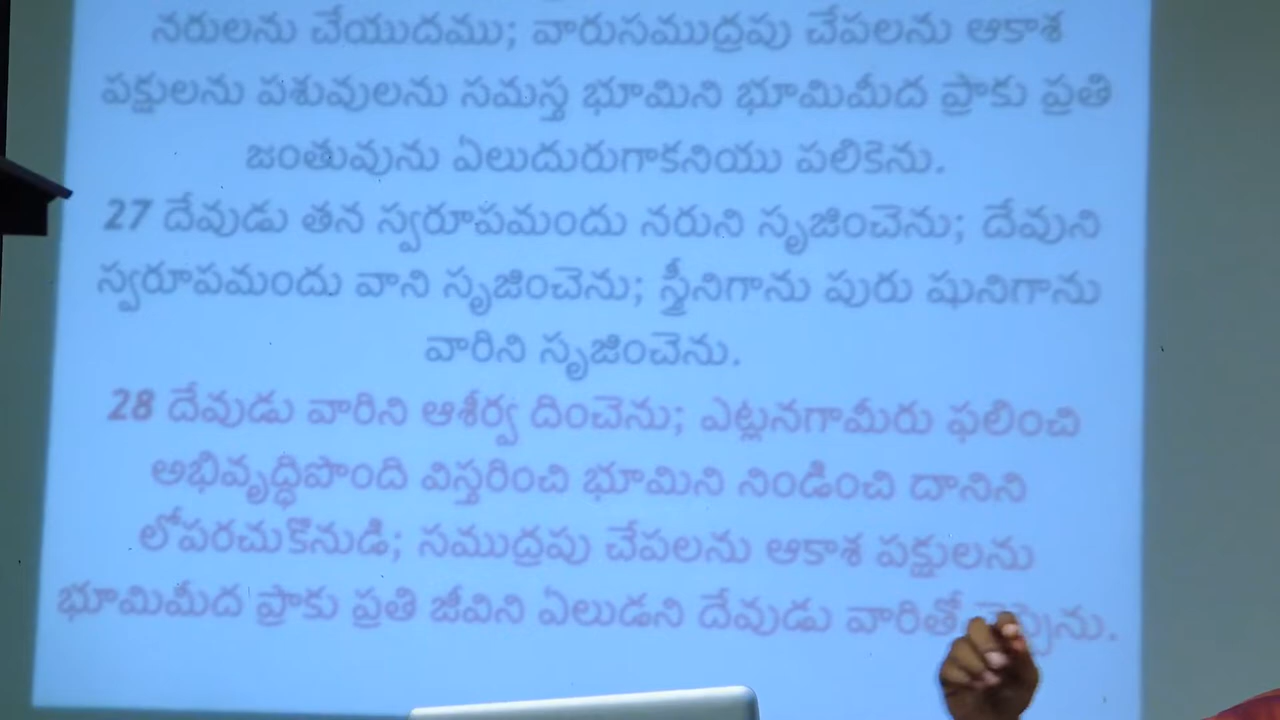 నరులను చేయుదము; వారుసముద్రపు చేపలను ఆకాశ
పక్షులను పశువులను సమస్త భూమిని భూమిమీద ప్రాకు ప్రతి
జంతువును ఏలుదురుగాకనియు పలికెను.
27 దేవుడు తన స్వరూపమందు నరుని సృజించెను; దేవుని
స్వరూపమందు వాని సృజించెను; స్త్రీనిగాను పురు షునిగాను
వారిని సృజించెను.
28 దేవుడు వారిని ఆశీర్వ దించెను; ఎట్లనగామీరు ఫలించి
అభివృద్ధిపొంది విస్తరించి భూమిని నిండించి దానిని
లోపరచుకొనుడి; సముద్రపు చేపలను ఆకాశ పక్షులను
భూమిమీద ప్రాకు ప్రతి జీవిని ఏలుడని దేవుడు వారితో